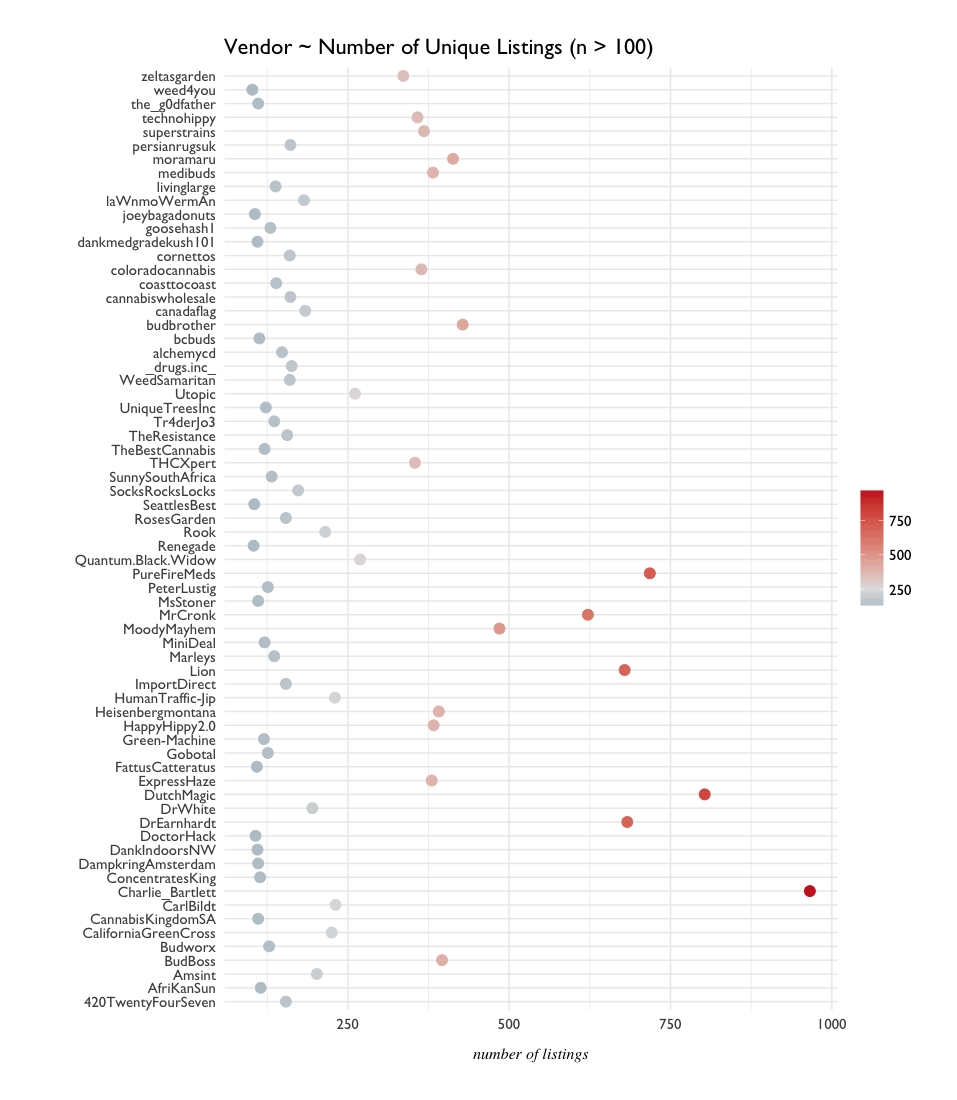 Vendor ~ Number of Unique Listings (n > 100)
zeltasgarden
weed4you
the_g0dfather
technohippy
superstrains
persianrugsuk
moramaru
medibuds
livinglarge
laWnmoWermAn
joeybagadonuts
goosehash1
dankmedgradekush101
cornettos
coloradocannabis
coasttocoast
cannabiswholesale
canadaflag
budbrother
bcbuds
alchemycd
_drugs.inc_
WeedSamaritan
Utopic
UniqueTreesInc
Tr4derJo3
TheResistance
TheBestCannabis
THCXpert
SunnySouthAfrica
SocksRocksLocks
SeattlesBest
RosesGarden
Rook
Renegade
Quantum.Black.Widow
PureFireMeds
PeterLustig
MsStoner
MrCronk
MoodyMayhem
MiniDeal
Marleys
Lion
ImportDirect
HumanTraffic-Jip
Heisenbergmontana
HappyHippy2.0
Green-Machine
Gobotal
FattusCatteratus
ExpressHaze
DutchMagic
DrWhite
DrEarnhardt
DoctorHack
DankIndoorsNW
DampkringAmsterdam
ConcentratesKing
Charlie_Bartlett
CarlBildt
CannabisKingdomSA
CaliforniaGreenCross
Budworx
BudBoss
Amsint
AfriKanSun
420TwentyFourSeven
250 500 750 1000
number of listings
750
500
250